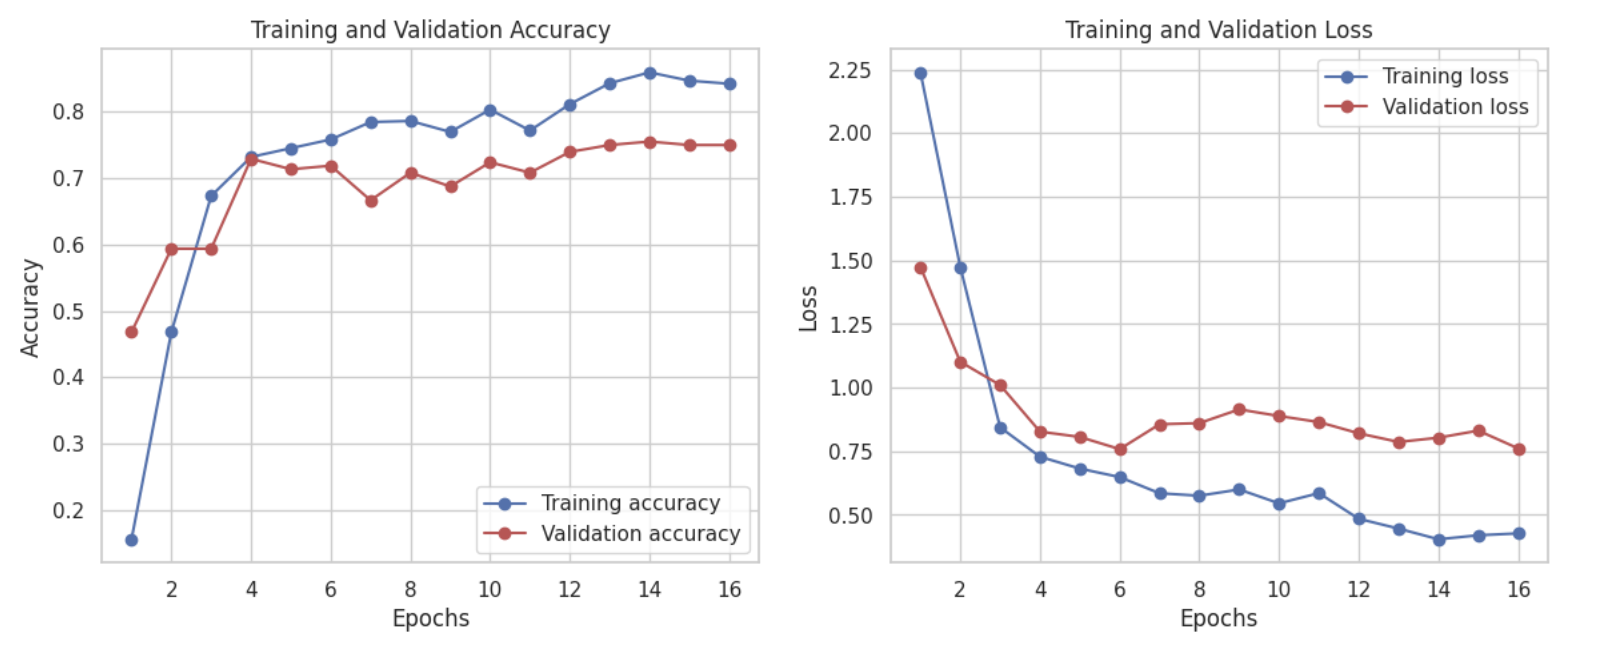 Training and Validation Accuracy
Accuracy
0.8
0.7
0.6
0.5
0.4
0.3
0.2
Training accuracy
Validation accuracy
2 4 6 8 10 12 14 16
Epochs
Training and Validation Loss
Loss
2.25
2.00
1.75
1.50
1.25
1.00
0.75
0.50
Training loss
Validation loss
2 4 6 8 10 12 14 16
Epochs